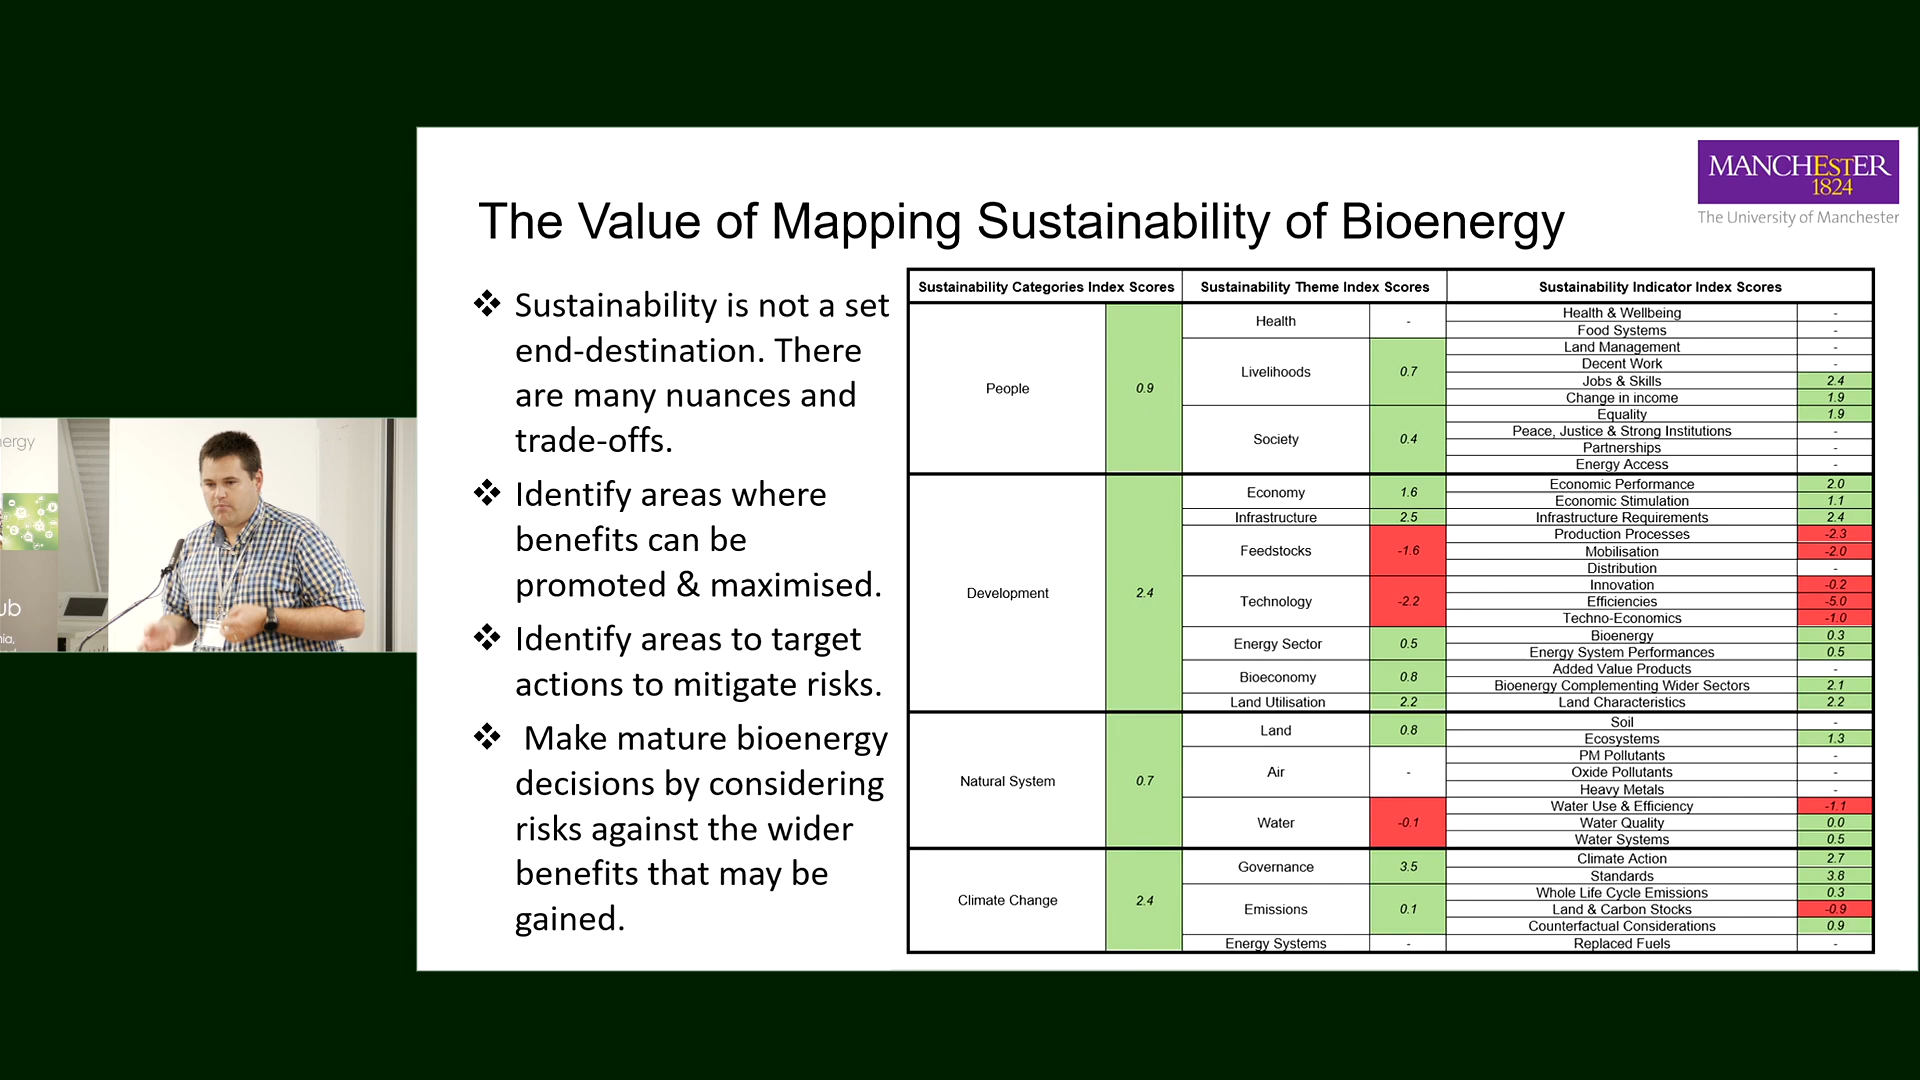 MANCHESTER
1824
The University of Manchester
The Value of Mapping Sustainability of Bioenergy
❖ Sustainability is not a set
end-destination. There
are many nuances and
trade-offs.
❖ Identify areas where
benefits can be
promoted & maximised.
❖ Identify areas to target
actions to mitigate risks.
❖ Make mature bioenergy
decisions by considering
risks against the wider
benefits that may be
gained.
Sustainability Categories Index Scores Sustainability Theme Index Scores Sustainability Indicator Index Scores
People 0.9
Health -
Health & Wellbeing -
Food Systems -
Livelihoods 0.7
Land Management -
Decent Work -
Jobs & Skills 2.4
Change in income 1.9
Society 0.4
Equality 1.9
Peace, Justice & Strong Institutions -
Partnerships -
Energy Access -
Development 2.4
Economy 1.6
Economic Performance 2.0
Economic Stimulation 1.1
Infrastructure 2.5
Infrastructure Requirements 2.4
Feedstocks -1.6
Production Processes -2.3
Mobilisation -2.0
Distribution -
Technology -2.2
Innovation -0.2
Efficiencies -5.0
Techno-Economics -1.0
Energy Sector 0.5
Bioenergy 0.3
Energy System Performances 0.5
Bioeconomy 0.8
Added Value Products -
Bioenergy Complementing Wider Sectors 2.1
Land Utilisation 2.2
Land Characteristics 2.2
Natural System 0.7
Land 0.8
Soil -
Ecosystems 1.3
Air -
PM Pollutants -
Oxide Pollutants -
Heavy Metals -
Water -0.1
Water Use & Efficiency -1.1
Water Quality 0.0
Water Systems 0.5
Climate Change 2.4
Governance 3.5
Climate Action 2.7
Standards 3.8
Emissions 0.1
Whole Life Cycle Emissions 0.3
Land & Carbon Stocks -0.9
Counterfactual Considerations 0.9
Energy Systems -
Replaced Fuels -